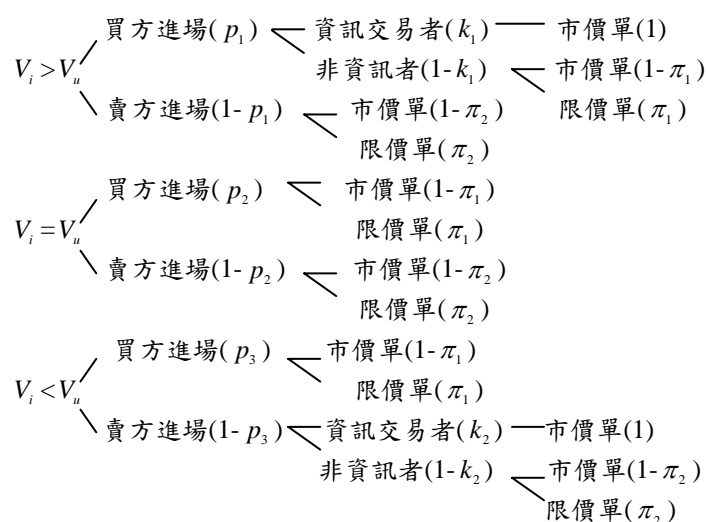 買方進場( p₁ ) 資訊交易者(k₁) 市價單(1)
Vᵢ >Vᵤ 非資訊者(1-k₁) 市價單(1-π₁)
賣方進場(1- p₁ ) 市價單(1-π₂) 限價單(π₁)
限價單(π₂)
買方進場( p₂ ) 市價單(1-π₁)
Vᵢ =Vᵤ 限價單(π₁)
賣方進場(1- p₂ ) 市價單(1-π₂)
限價單(π₂)
買方進場( p₃ ) 市價單(1-π₁)
Vᵢ <Vᵤ 限價單(π₁)
賣方進場(1- p₃ ) 資訊交易者(k₂) 市價單(1)
非資訊者(1-k₂) 市價單(1-π₂)
限價單(π₂)